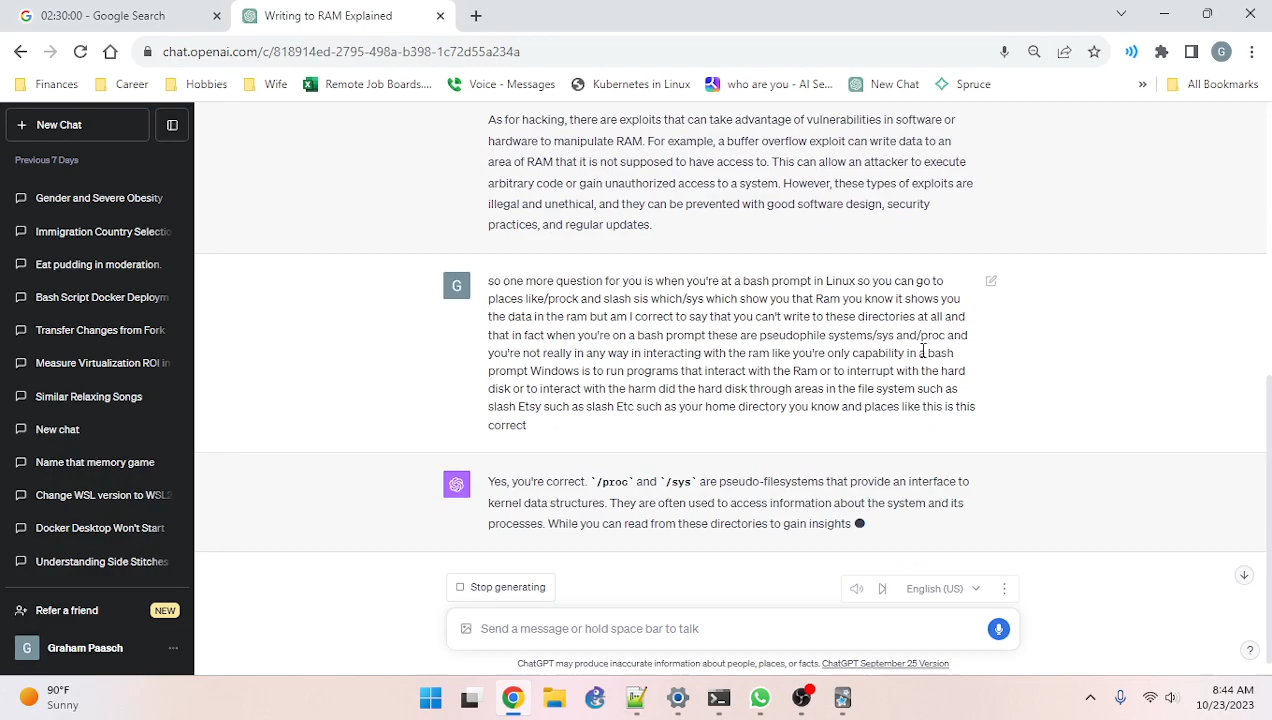 02:30:00 - Google Search
Writing to RAM Explained
chat.openai.com/c/818914ed-2795-498a-b398-1c72d55a234a
G
Finances
Career
Hobbies
Wife
Remote Job Boards....
Voice - Messages
Kubernetes in Linux
who are you - AI Se...
New Chat
Spruce
»
All Bookmarks
+ New Chat
Previous 7 Days
Gender and Severe Obesity
Immigration Country Selectio
Eat pudding in moderation.
Bash Script Docker Deploym
Transfer Changes from Fork
Measure Virtualization ROI in
Similar Relaxing Songs
New chat
Name that memory game
Change WSL version to WSL2
Docker Desktop Won't Start
Understanding Side Stitches
Refer a friend
NEW
G
Graham Paasch
...
As for hacking, there are exploits that can take advantage of vulnerabilities in software or
hardware to manipulate RAM. For example, a buffer overflow exploit can write data to an
area of RAM that it is not supposed to have access to. This can allow an attacker to execute
arbitrary code or gain unauthorized access to a system. However, these types of exploits are
illegal and unethical, and they can be prevented with good software design, security
practices, and regular updates.
G
so one more question for you is when you're at a bash prompt in Linux so you can go to
places like/prock and slash sis which/sys which show you that Ram you know it shows you
the data in the ram but am I correct to say that you can't write to these directories at all and
that in fact when you're on a bash prompt these are pseudophile systems/sys and/proc and
you're not really in any way in interacting with the ram like you're only capability in a bash
prompt Windows is to run programs that interact with the Ram or to interrupt with the hard
disk or to interact with the harm did the hard disk through areas in the file system such as
slash Etsy such as slash Etc such as your home directory you know and places like this is this
correct
Yes, you're correct. `/proc` and `/sys` are pseudo-filesystems that provide an interface to
kernel data structures. They are often used to access information about the system and its
processes. While you can read from these directories to gain insights
Stop generating
English (US)
Send a message or hold space bar to talk
ChatGPT may produce inaccurate information about people, places, or facts. ChatGPT September 25 Version
?
90°F
Sunny
8:44 AM
10/23/2023